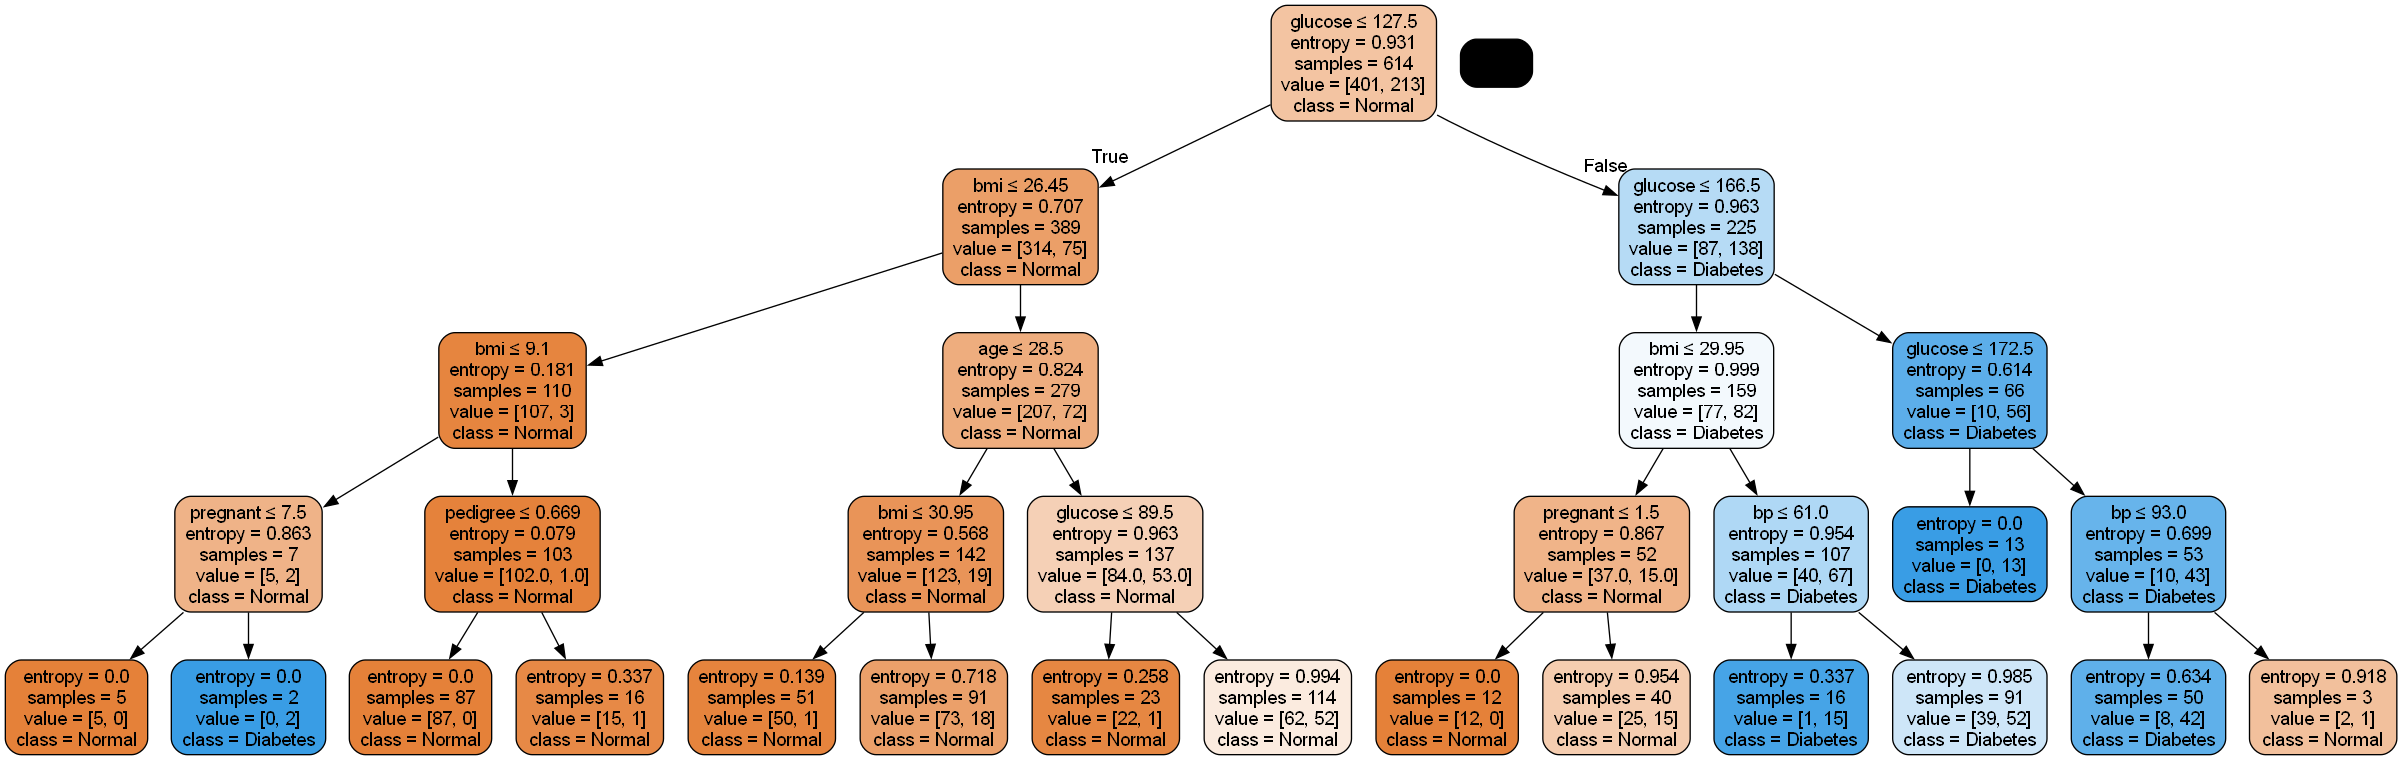 glucose ≤ 127.5
entropy = 0.931
samples = 614
value = [401, 213]
class = Normal
True
False
bmi ≤ 26.45
entropy = 0.707
samples = 389
value = [314, 75]
class = Normal
glucose ≤ 166.5
entropy = 0.963
samples = 225
value = [87, 138]
class = Diabetes
bmi ≤ 9.1
entropy = 0.181
samples = 110
value = [107, 3]
class = Normal
age ≤ 28.5
entropy = 0.824
samples = 279
value = [207, 72]
class = Normal
bmi ≤ 29.95
entropy = 0.999
samples = 159
value = [77, 82]
class = Diabetes
glucose ≤ 172.5
entropy = 0.614
samples = 66
value = [10, 56]
class = Diabetes
pregnant ≤ 7.5
entropy = 0.863
samples = 7
value = [5, 2]
class = Normal
pedigree ≤ 0.669
entropy = 0.079
samples = 103
value = [102.0, 1.0]
class = Normal
bmi ≤ 30.95
entropy = 0.568
samples = 142
value = [123, 19]
class = Normal
glucose ≤ 89.5
entropy = 0.963
samples = 137
value = [84.0, 53.0]
class = Normal
pregnant ≤ 1.5
entropy = 0.867
samples = 52
value = [37.0, 15.0]
class = Normal
bp ≤ 61.0
entropy = 0.954
samples = 107
value = [40, 67]
class = Diabetes
entropy = 0.0
samples = 13
value = [0, 13]
class = Diabetes
bp ≤ 93.0
entropy = 0.699
samples = 53
value = [10, 43]
class = Diabetes
entropy = 0.0
samples = 5
value = [5, 0]
class = Normal
entropy = 0.0
samples = 2
value = [0, 2]
class = Diabetes
entropy = 0.0
samples = 87
value = [87, 0]
class = Normal
entropy = 0.337
samples = 16
value = [15, 1]
class = Normal
entropy = 0.139
samples = 51
value = [50, 1]
class = Normal
entropy = 0.718
samples = 91
value = [73, 18]
class = Normal
entropy = 0.258
samples = 23
value = [22, 1]
class = Normal
entropy = 0.994
samples = 114
value = [62, 52]
class = Normal
entropy = 0.0
samples = 12
value = [12, 0]
class = Normal
entropy = 0.954
samples = 40
value = [25, 15]
class = Normal
entropy = 0.337
samples = 16
value = [1, 15]
class = Diabetes
entropy = 0.985
samples = 91
value = [39, 52]
class = Diabetes
entropy = 0.634
samples = 50
value = [8, 42]
class = Diabetes
entropy = 0.918
samples = 3
value = [2, 1]
class = Normal